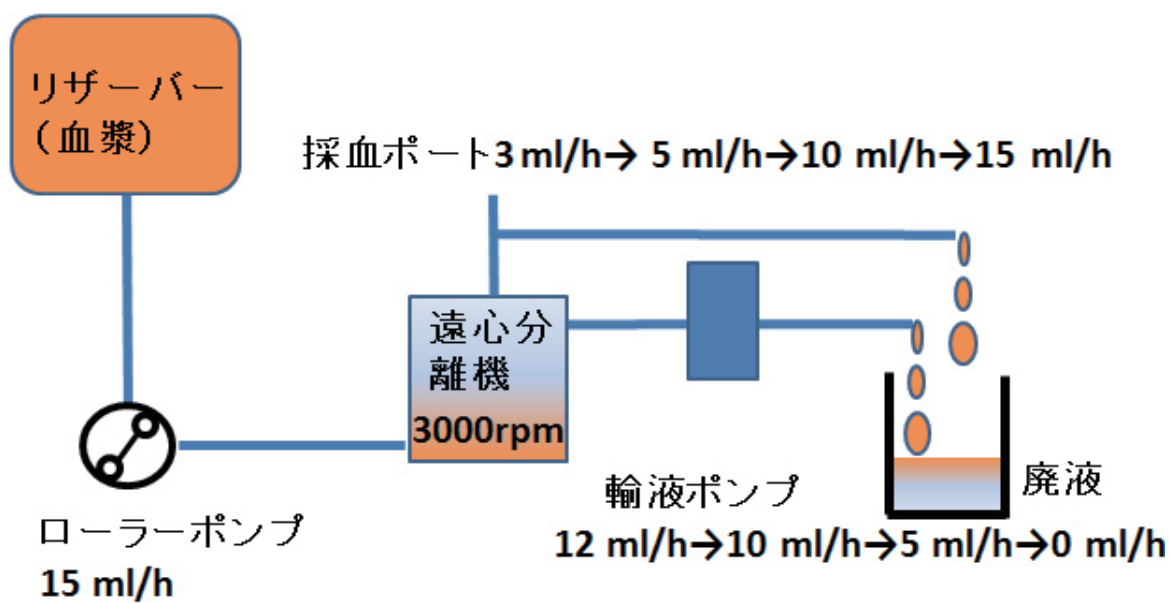 リザーバー
(血漿)
採血ポート3 ml/h→ 5 ml/h→10 ml/h→15 ml/h
遠心分
離機
3000rpm
ローラーポンプ
15 ml/h
輸液ポンプ
12 ml/h→10 ml/h→5 ml/h→0 ml/h
廃液